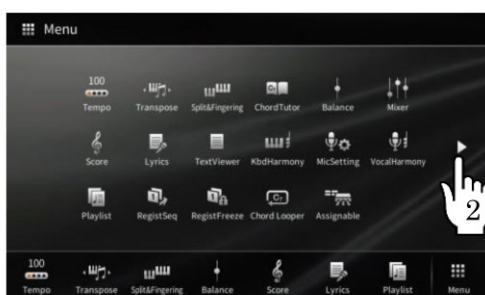 Menu
100
Tempo Transpose Split&Fingering ChordTutor Balance Mixer
Score Lyrics TextViewer KbdHarmony MicSetting VocalHarmony
Playlist RegistSeq RegistFreeze Chord Looper Assignable
2
100
Tempo Transpose Split&Fingering Balance Score Lyrics Playlist Menu